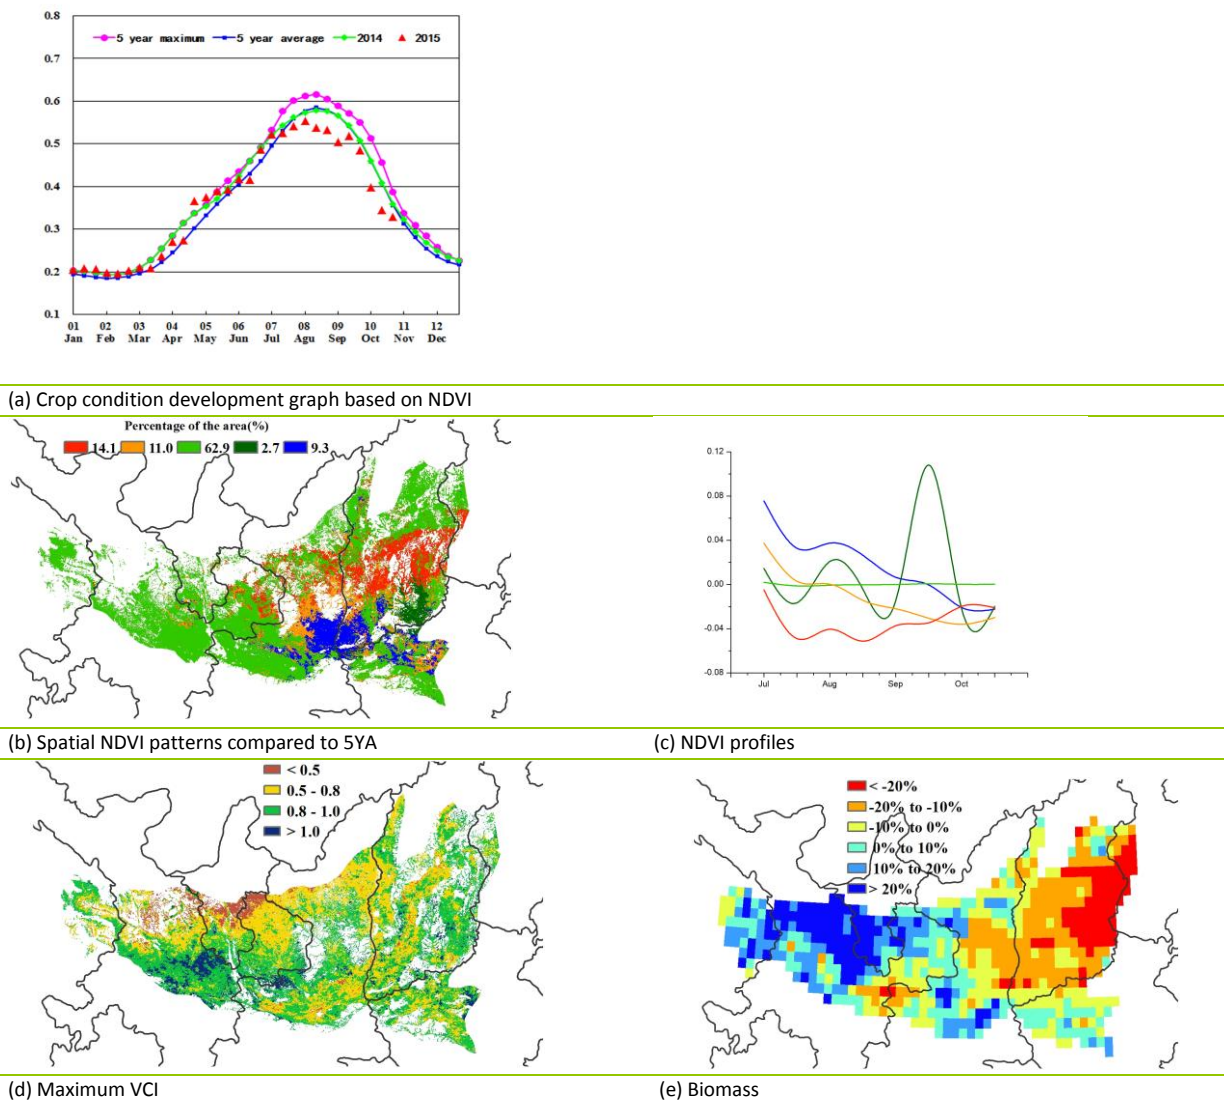 0.8
5 year maximum 5 year average 2014 2015
0.7
0.6
0.5
0.4
0.3
0.2
0.1
01 02 03 04 05 06 07 08 09 10 11 12
Jan Feb Mar Apr May Jun Jul Agu Sep Oct Nov Dec
(a) Crop condition development graph based on NDVI
Percentage of the area(%)
14.1 11.0 62.9 2.7 9.3
0.12
0.08
0.04
0.00
-0.04
-0.08
Jul Aug Sep Oct
(b) Spatial NDVI patterns compared to 5YA
(c) NDVI profiles
< 0.5
0.5 - 0.8
0.8 - 1.0
> 1.0
< -20%
-20% to -10%
-10% to 0%
0% to 10%
10% to 20%
> 20%
(d) Maximum VCI
(e) Biomass